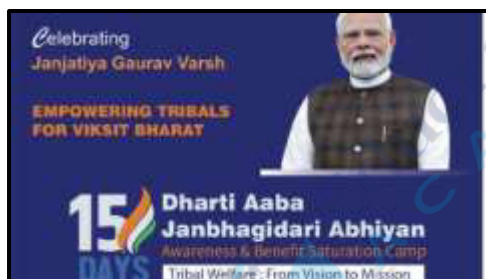 Celebrating
Janjatiya Gaurav Varsh
EMPOWERING TRIBALS
FOR VIKSIT BHARAT
15
DAYS
Dharti Aaba
Janbhagidari Abhiyan
Awareness & Benefit Saturation Camp
Tribal Welfare : From Vision to Mission